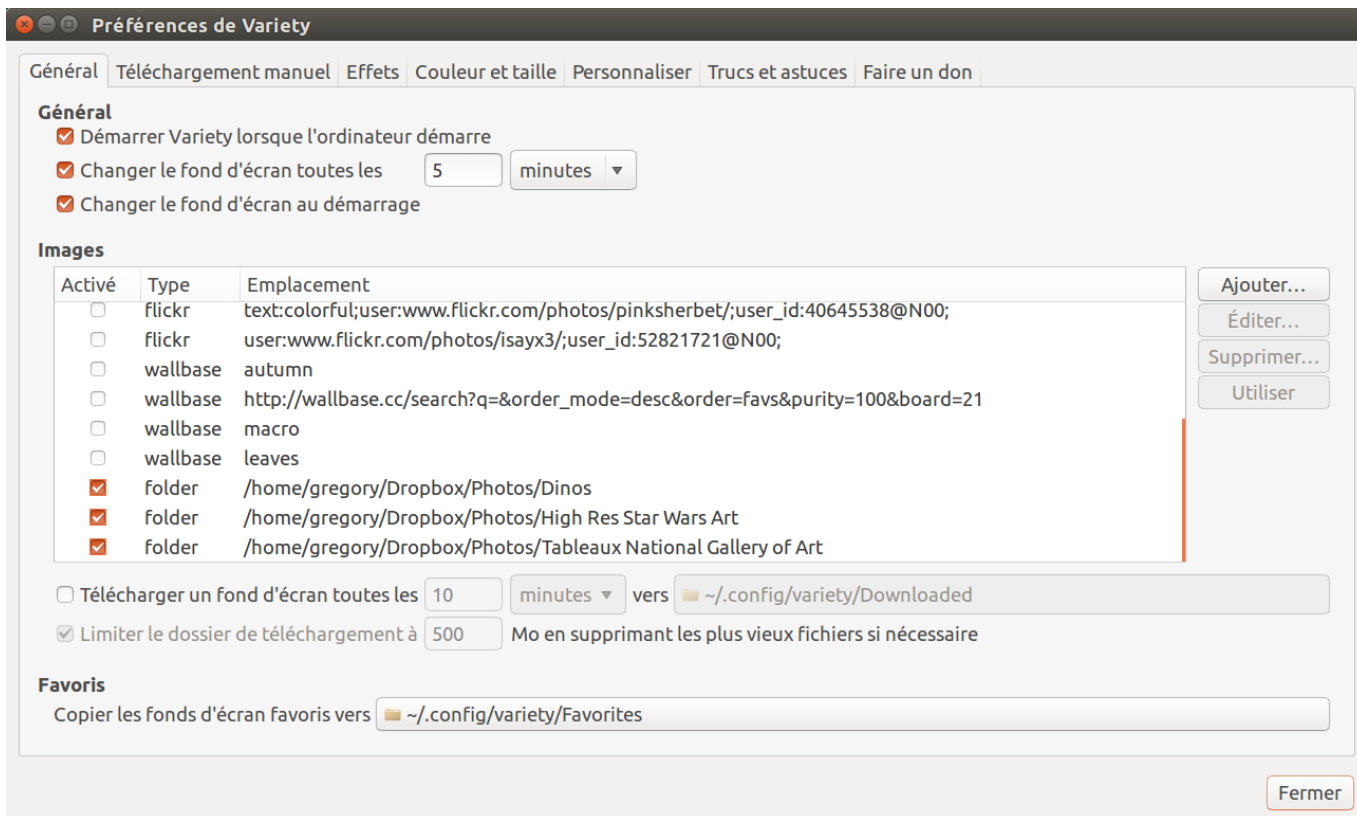 Préférences de Variety
Général Téléchargement manuel Effets Couleur et taille Personnaliser Trucs et astuces Faire un don
Général
Démarrer Variety lorsque l'ordinateur démarre
Changer le fond d'écran toutes les 5 minutes
Changer le fond d'écran au démarrage
Images
Activé Type Emplacement
Ajouter...
flickr text:colorful;user:www.flickr.com/photos/pinksherbet/;user_id:40645538@N00;
Éditer...
flickr user:www.flickr.com/photos/isayx3/;user_id:52821721@N00;
Supprimer...
wallbase autumn
Utiliser
wallbase http://wallbase.cc/search?q=&order_mode=desc&order=favs&purity=100&board=21
wallbase macro
wallbase leaves
folder /home/gregory/Dropbox/Photos/Dinos
folder /home/gregory/Dropbox/Photos/High Res Star Wars Art
folder /home/gregory/Dropbox/Photos/Tableaux National Gallery of Art
Télécharger un fond d'écran toutes les 10 minutes vers ~/.config/variety/Downloaded
Limiter le dossier de téléchargement à 500 Mo en supprimant les plus vieux fichiers si nécessaire
Favoris
Copier les fonds d'écran favoris vers ~/.config/variety/Favorites
Fermer